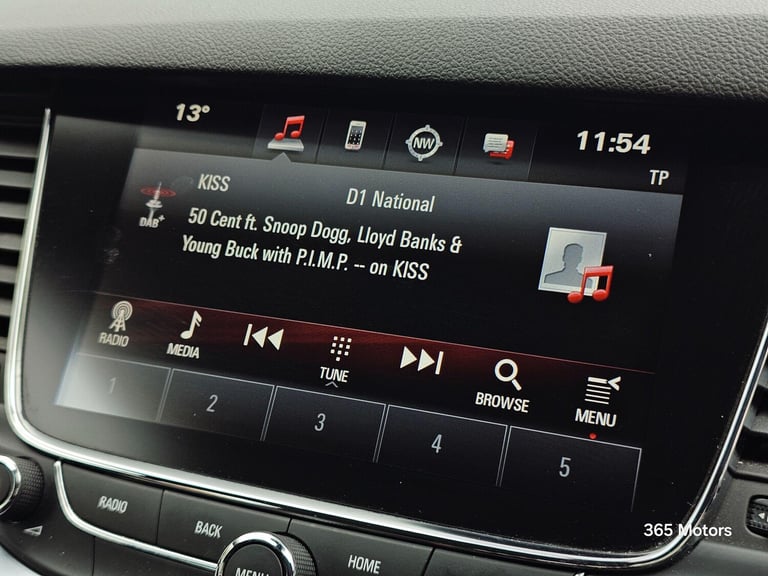 13°
NW
11:54
TP
KISS
D1 National
DAB+
50 Cent ft. Snoop Dogg, Lloyd Banks &
Young Buck with P.I.M.P. -- on KISS
RADIO
MEDIA
TUNE
BROWSE
MENU
1
2
3
4
5
RADIO
BACK
MENU
HOME
365 Motors